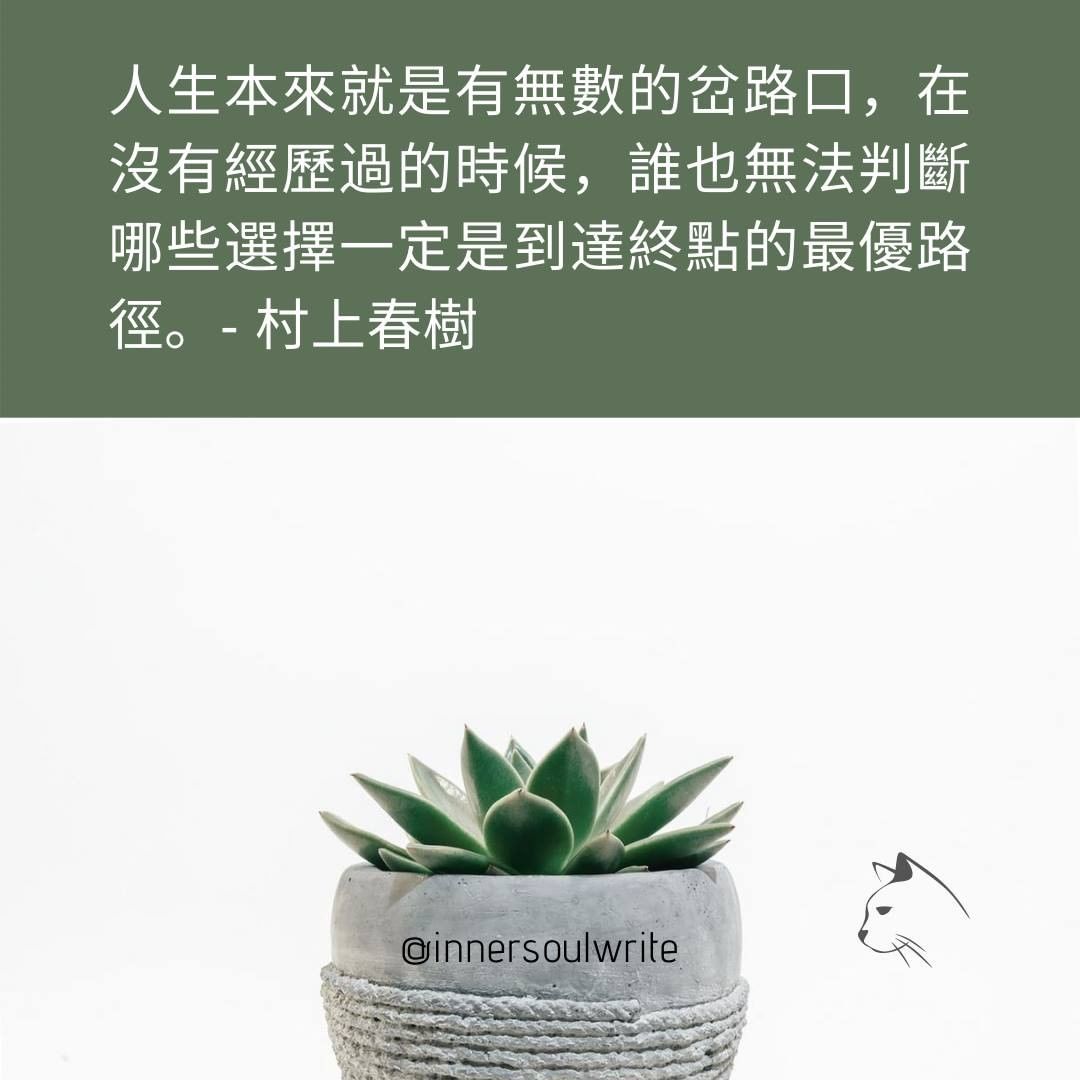 人生本來就是有無數的岔路口，在
沒有經歷過的時候，誰也無法判斷
哪些選擇一定是到達終點的最優路
徑。- 村上春樹
@innersoulwrite